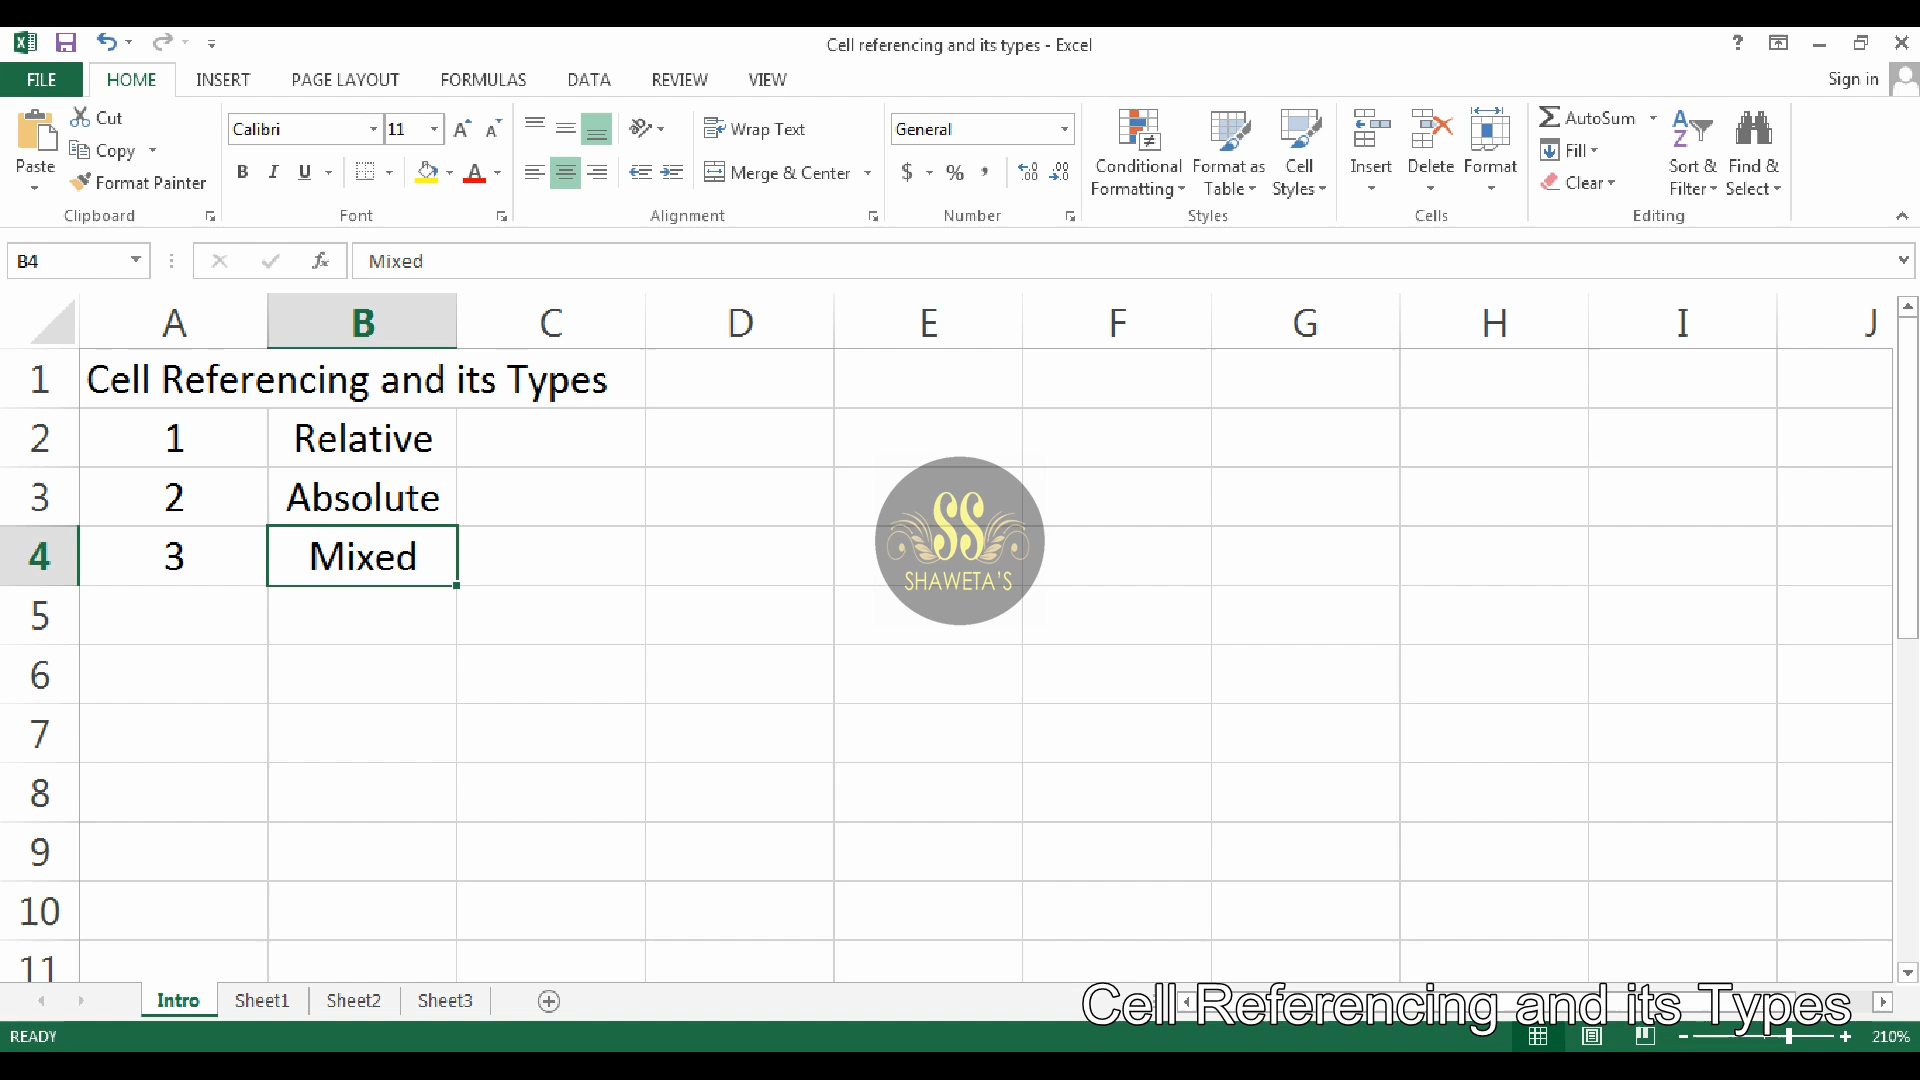 Cell referencing and its types - Excel
?
FILE HOME INSERT PAGE LAYOUT FORMULAS DATA REVIEW VIEW Sign in
Paste
Cut
Copy
Format Painter
Clipboard
Calibri 11
B I U
Font
Wrap Text
Merge & Center
Alignment
General
$ % ,
Number
Conditional Formatting
Format as Table
Cell Styles
Styles
Insert Delete Format
Cells
AutoSum
Fill
Clear
Sort & Filter
Find & Select
Editing
B4 fx Mixed
A B C D E F G H I J
1 Cell Referencing and its Types
2 1 Relative
3 2 Absolute
4 3 Mixed
5
6
7
8
9
10
11
SS
SHAWETA'S
Intro Sheet1 Sheet2 Sheet3
Cell Referencing and its Types
READY 210%